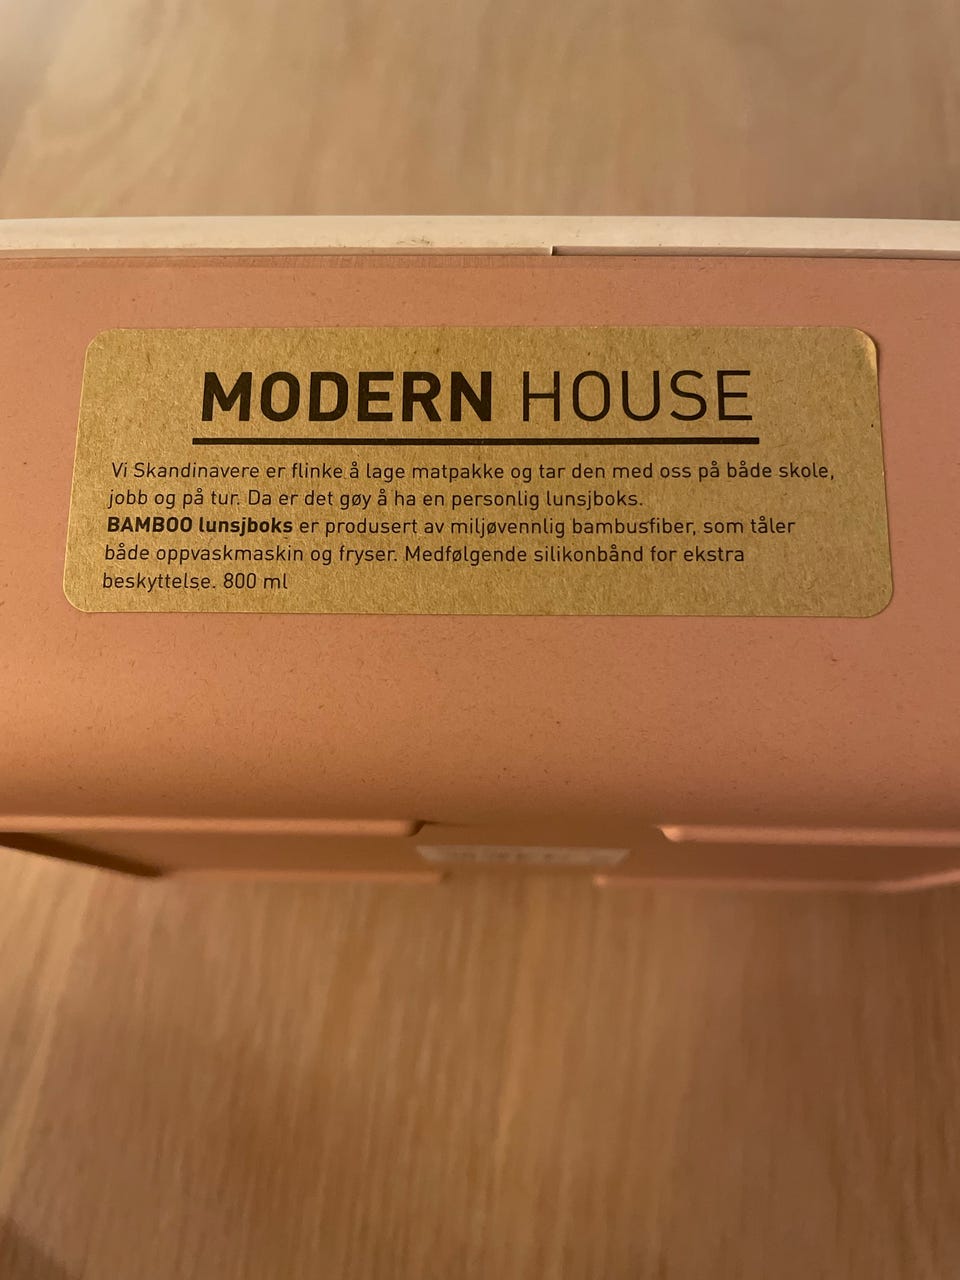 MODERN HOUSE
Vi Skandinavere er flinke å lage matpakke og tar den med oss på både skole,
jobb og på tur. Da er det gøy å ha en personlig lunsjboks.
BAMBOO lunsjboks er produsert av miljøvennlig bambusfiber, som tåler
både oppvaskmaskin og fryser. Medfølgende silikonbånd for ekstra
beskyttelse. 800 ml